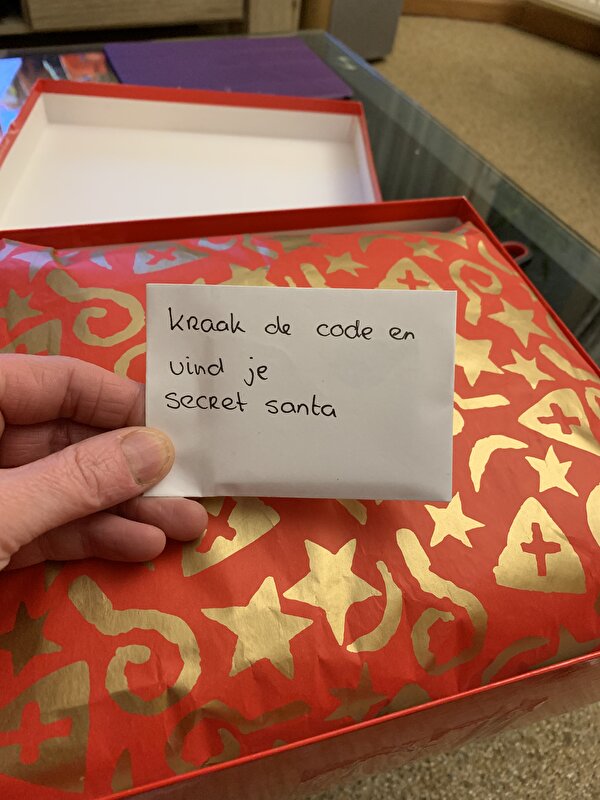 kraak de code en
vind je
secret santa